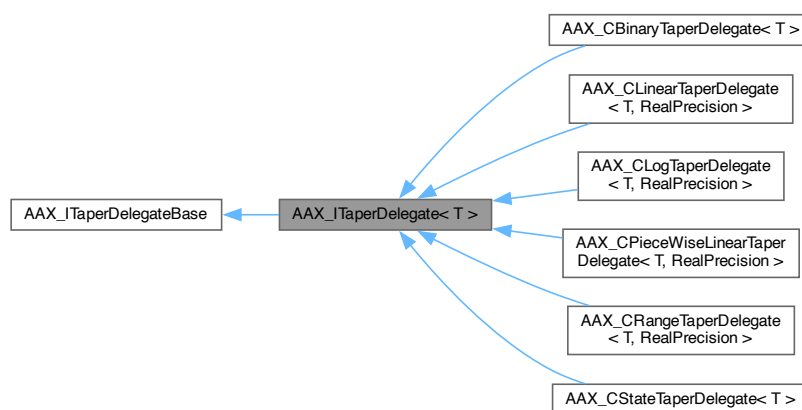 AAX_CBinaryTaperDelegate< T >
AAX_CLinearTaperDelegate
< T, RealPrecision >
AAX_CLogTaperDelegate
< T, RealPrecision >
AAX_ITaperDelegateBase
AAX_ITaperDelegate< T >
AAX_CPieceWiseLinearTaper
Delegate< T, RealPrecision >
AAX_CRangeTaperDelegate
< T, RealPrecision >
AAX_CStateTaperDelegate< T >